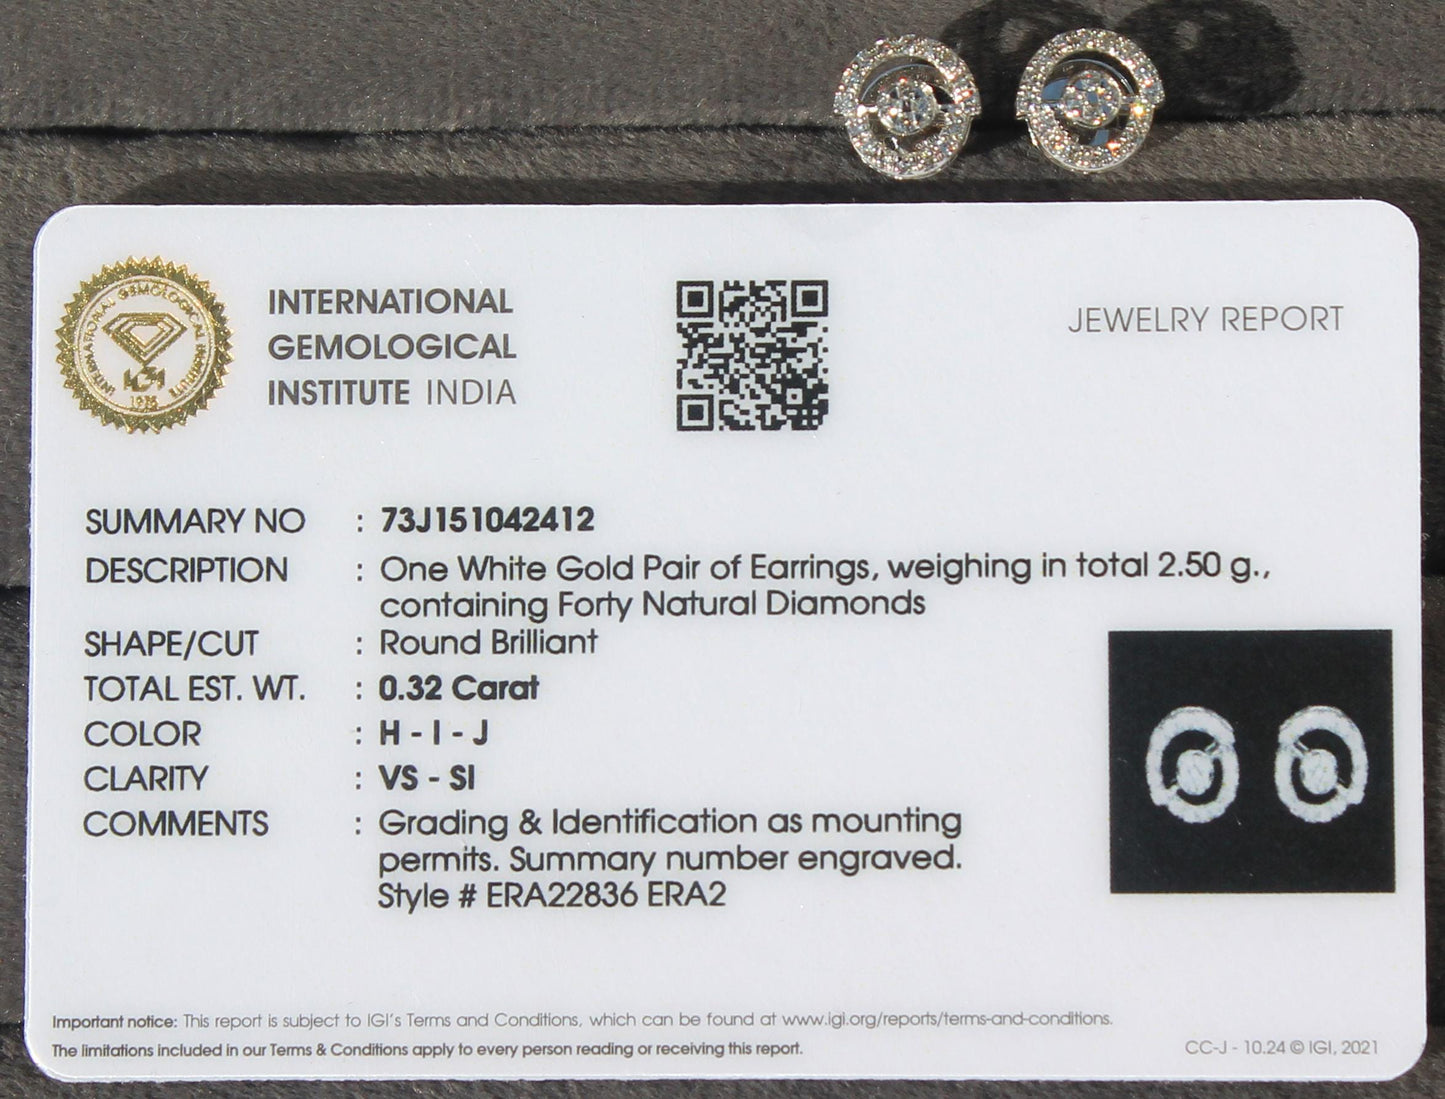 INTERNATIONAL GEMOLOGICAL INSTITUTE
1975
INTERNATIONAL
GEMOLOGICAL
INSTITUTE INDIA
JEWELRY REPORT
SUMMARY NO : 73J151042412
DESCRIPTION : One White Gold Pair of Earrings, weighing in total 2.50 g.,
containing Forty Natural Diamonds
SHAPE/CUT : Round Brilliant
TOTAL EST. WT. : 0.32 Carat
COLOR : H - I - J
CLARITY : VS - SI
COMMENTS : Grading & Identification as mounting
permits. Summary number engraved.
Style # ERA22836 ERA2
Important notice: This report is subject to IGI's Terms and Conditions, which can be found at www.igi.org/reports/terms-and-conditions.
The limitations included in our Terms & Conditions apply to every person reading or receiving this report.
CC-J - 10.24 © IGI, 2021